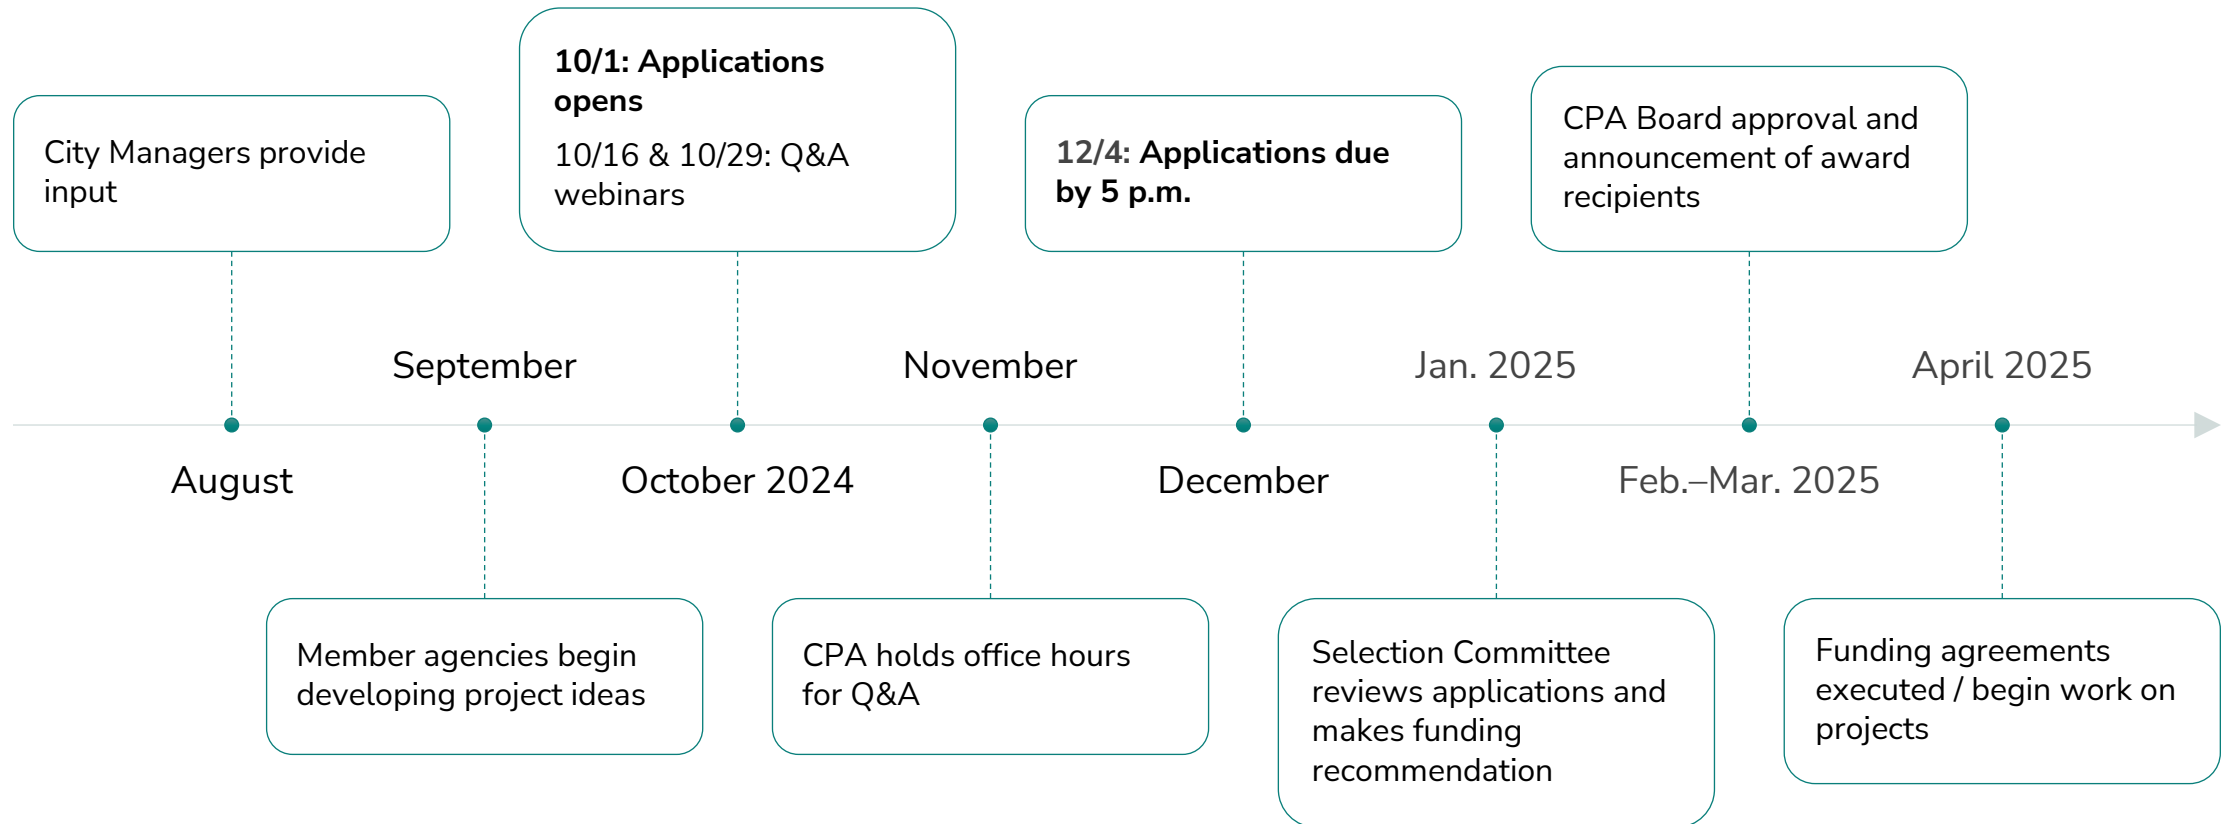 City Managers provide
input
10/1: Applications
opens
10/16 & 10/29: Q&A
webinars
12/4: Applications due
by 5 p.m.
CPA Board approval and
announcement of award
recipients
September
November
Jan. 2025
April 2025
August
October 2024
December
Feb.–Mar. 2025
Member agencies begin
developing project ideas
CPA holds office hours
for Q&A
Selection Committee
reviews applications and
makes funding
recommendation
Funding agreements
executed / begin work on
projects